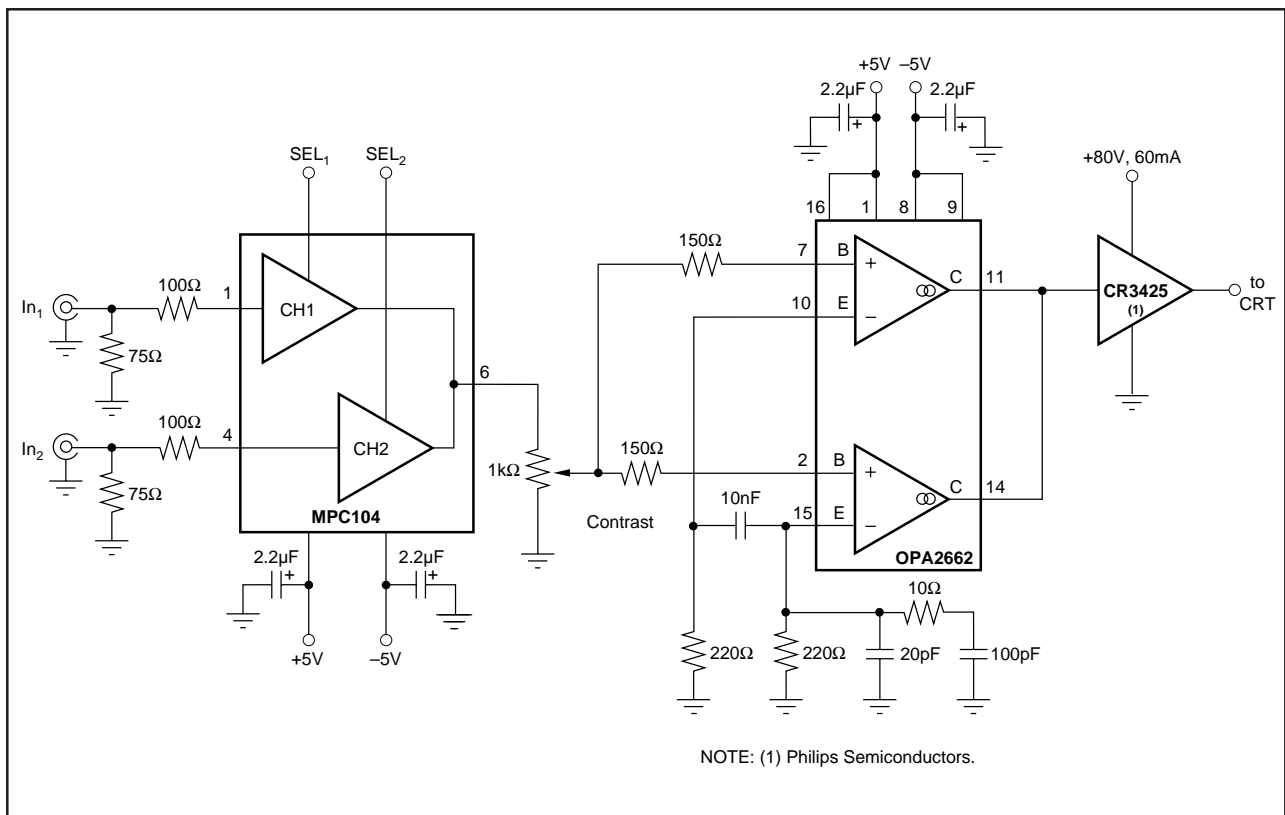 +5V –5V
2.2µF 2.2µF
+ +
SEL1 SEL2
+80V, 60mA
16 1 8 9
150Ω 7 B +
C 11
10 E –
CR3425
(1)
to
CRT
In1 100Ω 1 CH1
75Ω
6
In2 100Ω 4 CH2
75Ω
1kΩ
150Ω 2 B +
C 14
10nF
15 E –
Contrast
MPC104
OPA2662
2.2µF 2.2µF
+ +
10Ω
220Ω 220Ω 20pF 100pF
+5V –5V
NOTE: (1) Philips Semiconductors.